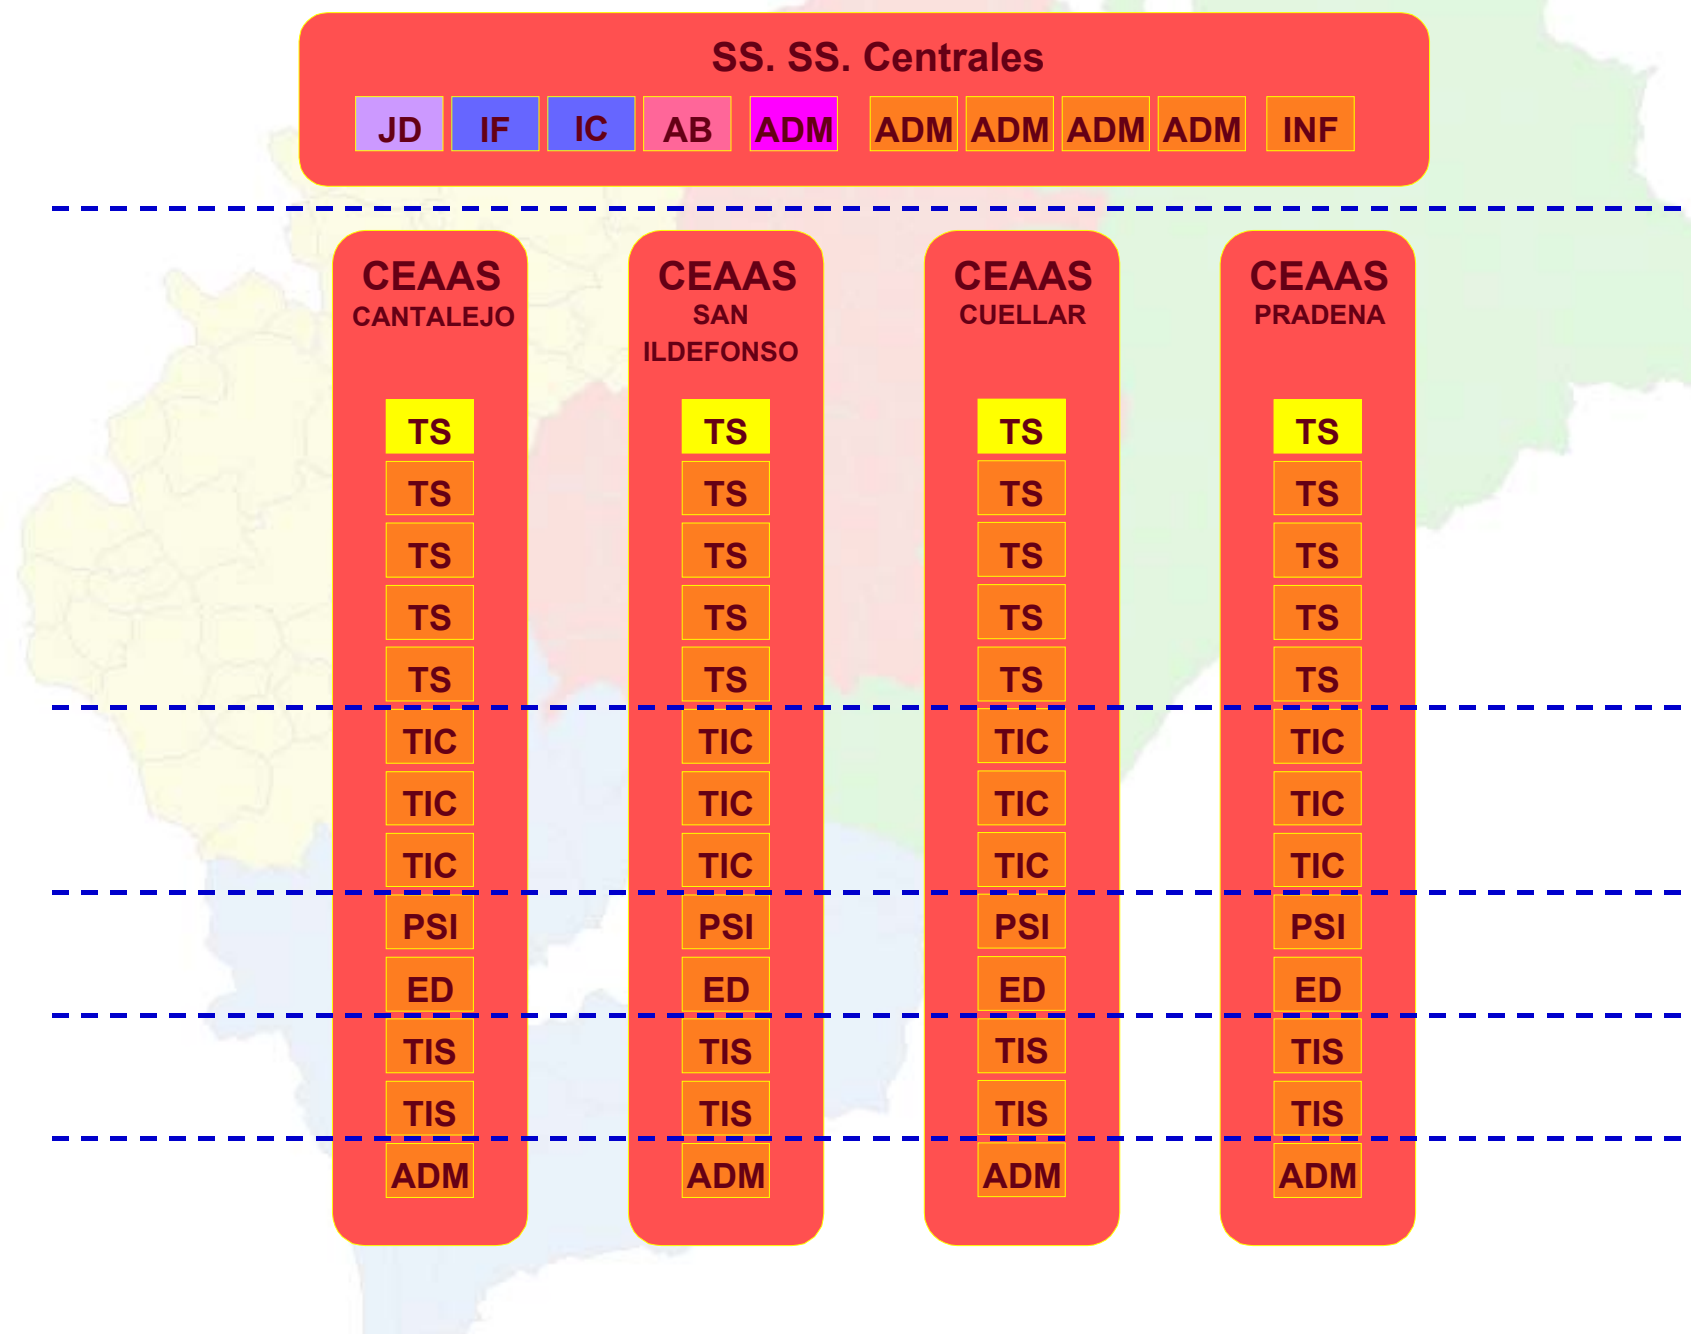 SS. SS. Centrales
JD IF IC AB ADM ADM ADM ADM ADM INF
CEAAS
CANTALEJO
TS
TS
TS
TS
TS
TIC
TIC
TIC
PSI
ED
TIS
TIS
ADM
CEAAS
SAN
ILDEFONSO
TS
TS
TS
TS
TS
TIC
TIC
TIC
PSI
ED
TIS
TIS
ADM
CEAAS
CUELLAR
TS
TS
TS
TS
TS
TIC
TIC
TIC
PSI
ED
TIS
TIS
ADM
CEAAS
PRADENA
TS
TS
TS
TS
TS
TIC
TIC
TIC
PSI
ED
TIS
TIS
ADM